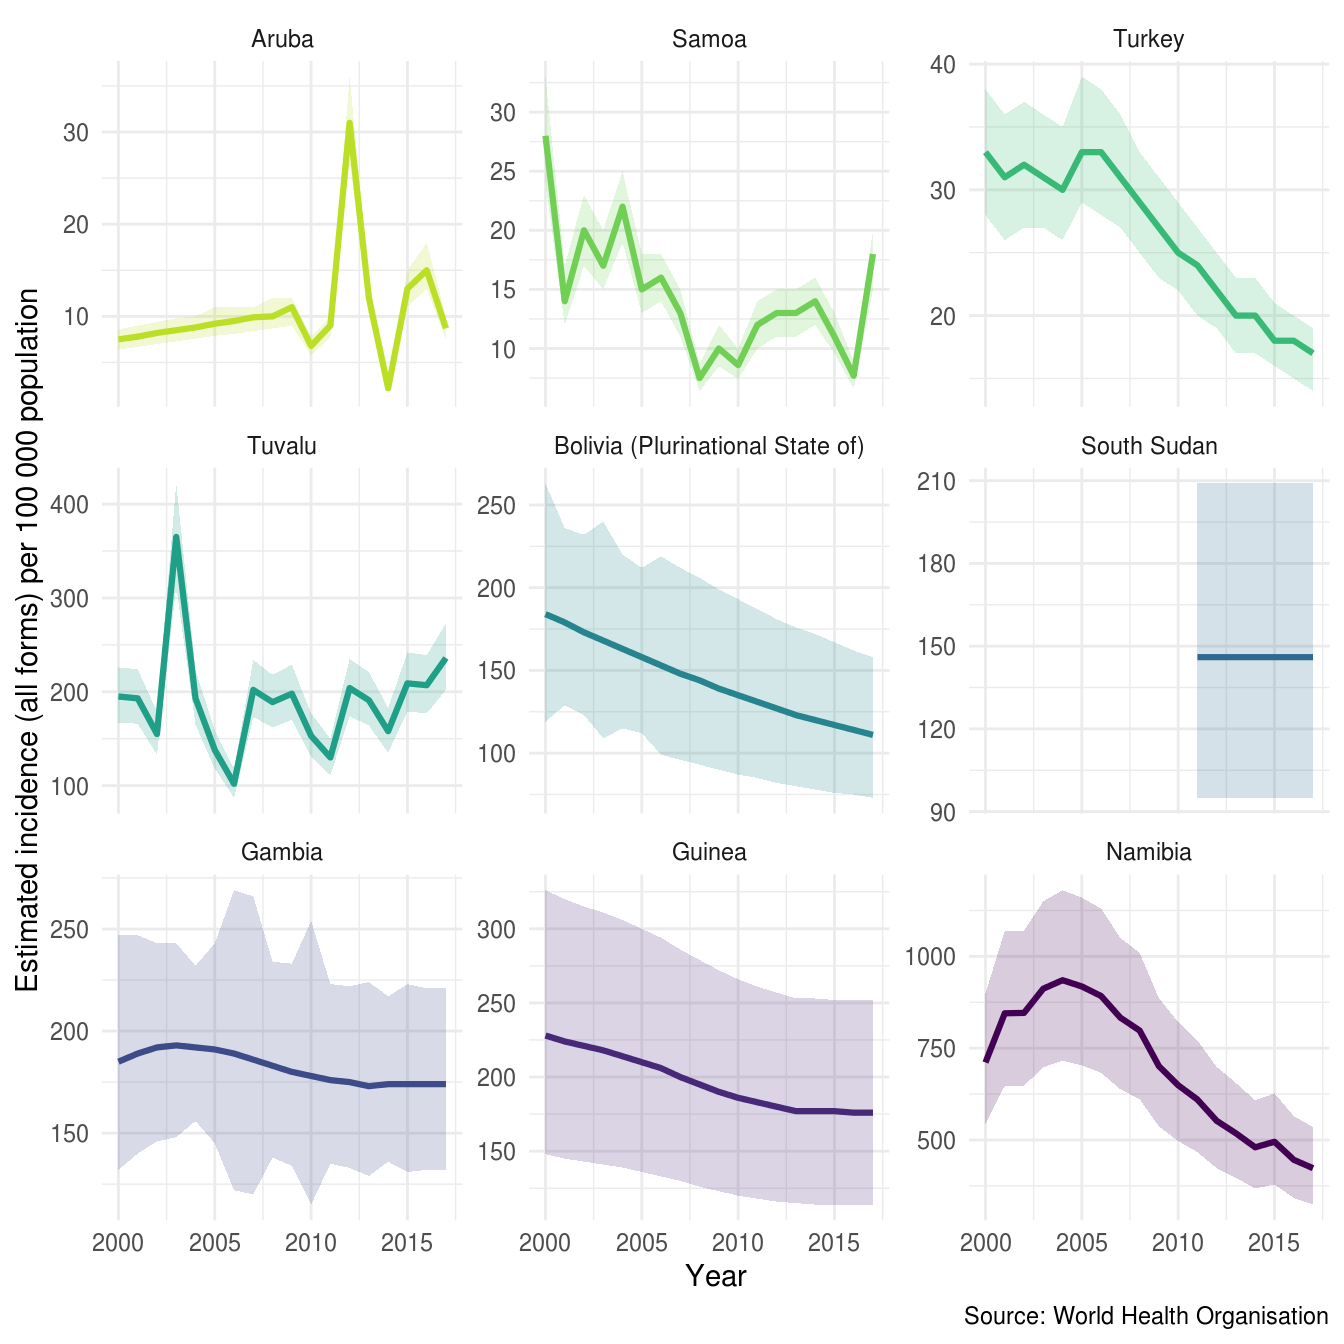 Aruba
Samoa
Turkey
30
20
10
30
25
20
15
10
40
30
20
Tuvalu
Bolivia (Plurinational State of)
South Sudan
400
300
200
100
250
200
150
100
210
180
150
120
90
Gambia
Guinea
Namibia
250
200
150
300
250
200
150
1000
750
500
2000 2005 2010 2015
2000 2005 2010 2015
2000 2005 2010 2015
Estimated incidence (all forms) per 100 000 population
Year
Source: World Health Organisation